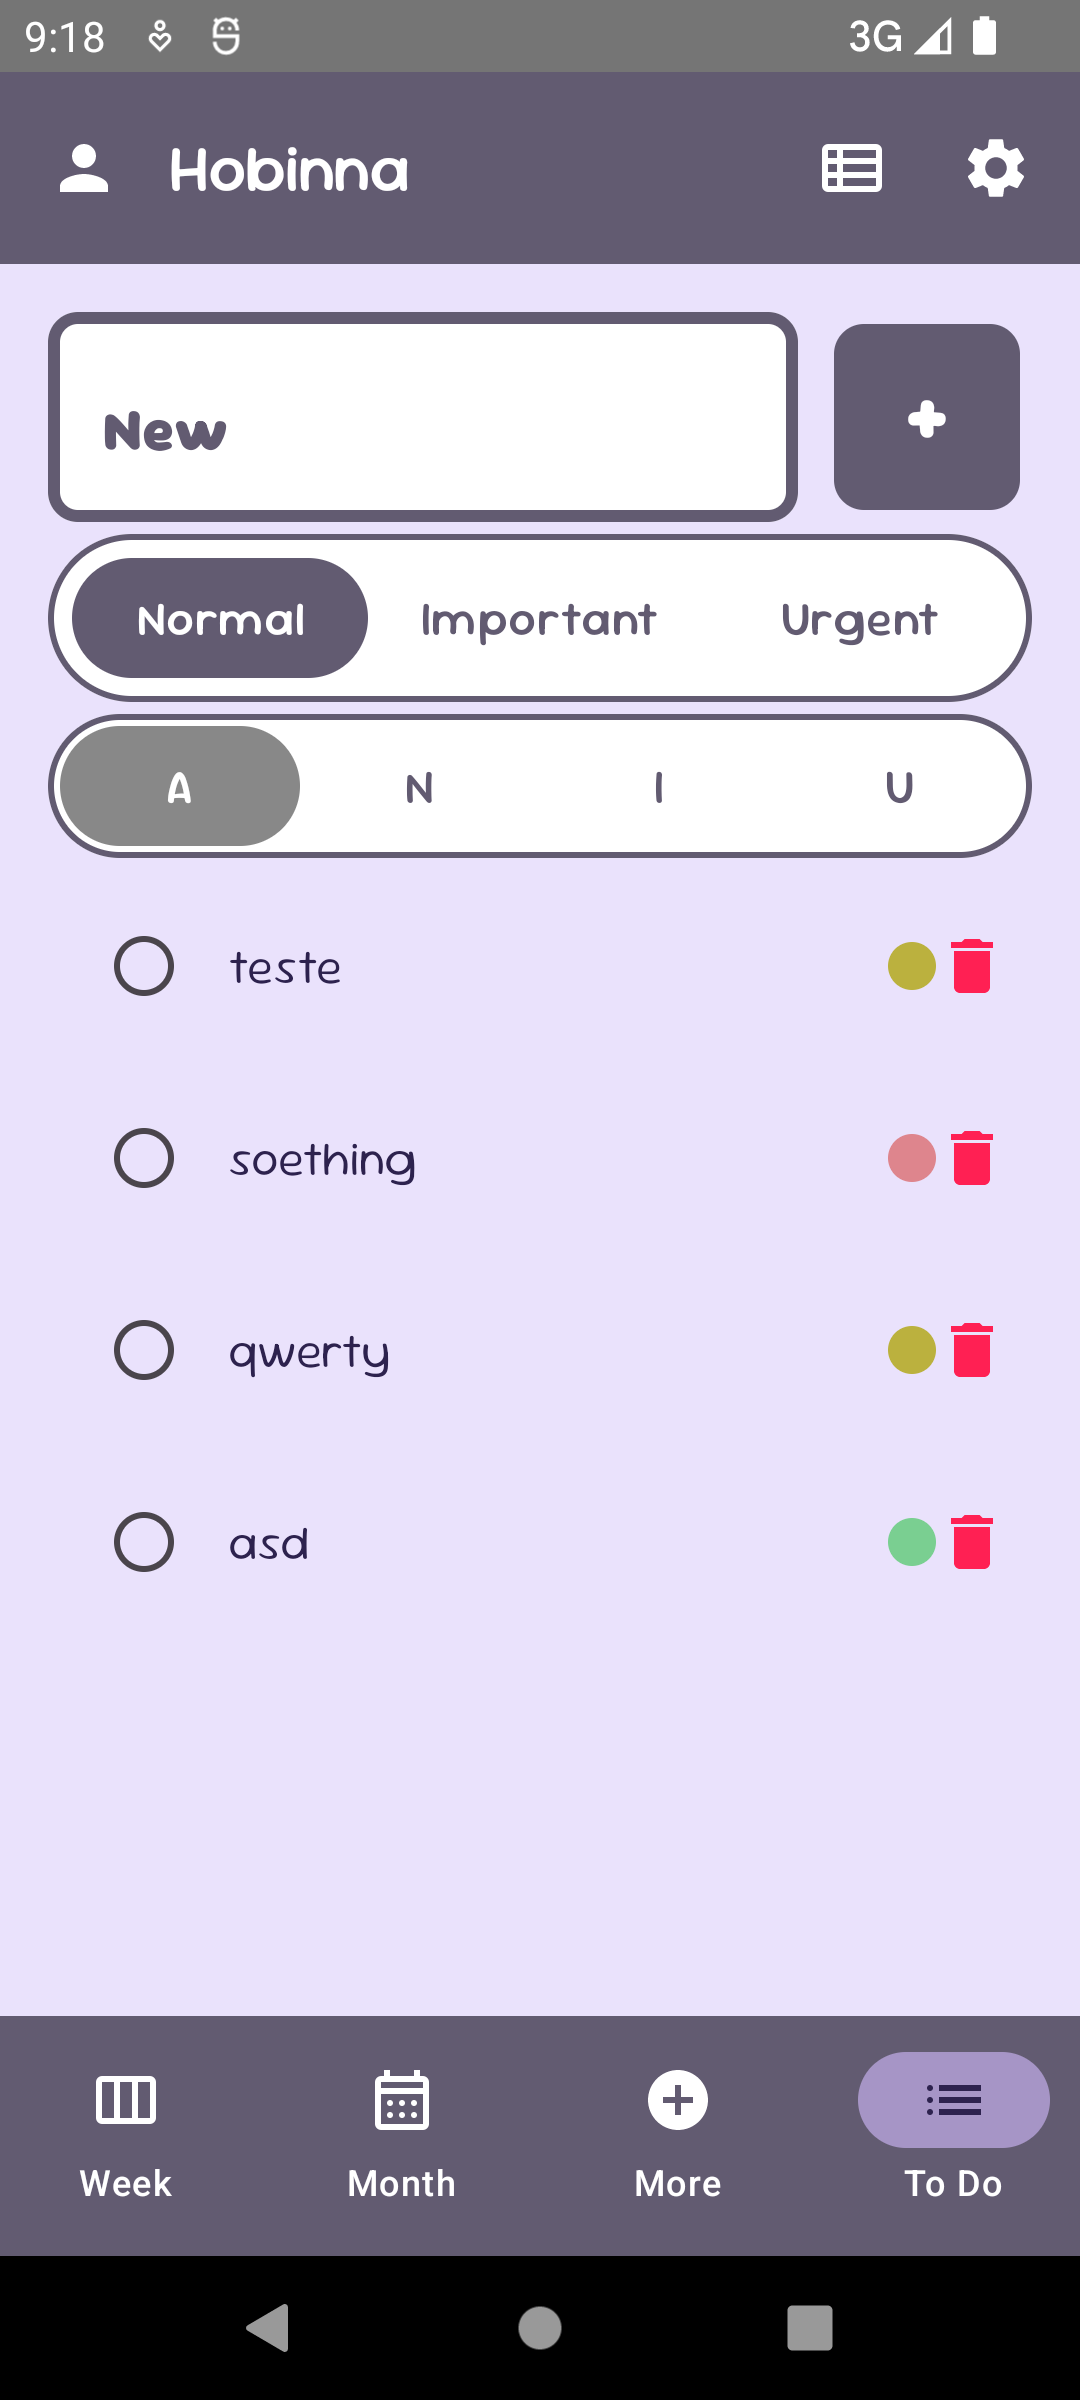 9:18 3G
Hobinna
New +
Normal Important Urgent
A N I U
teste
soething
qwerty
asd
Week Month More To Do